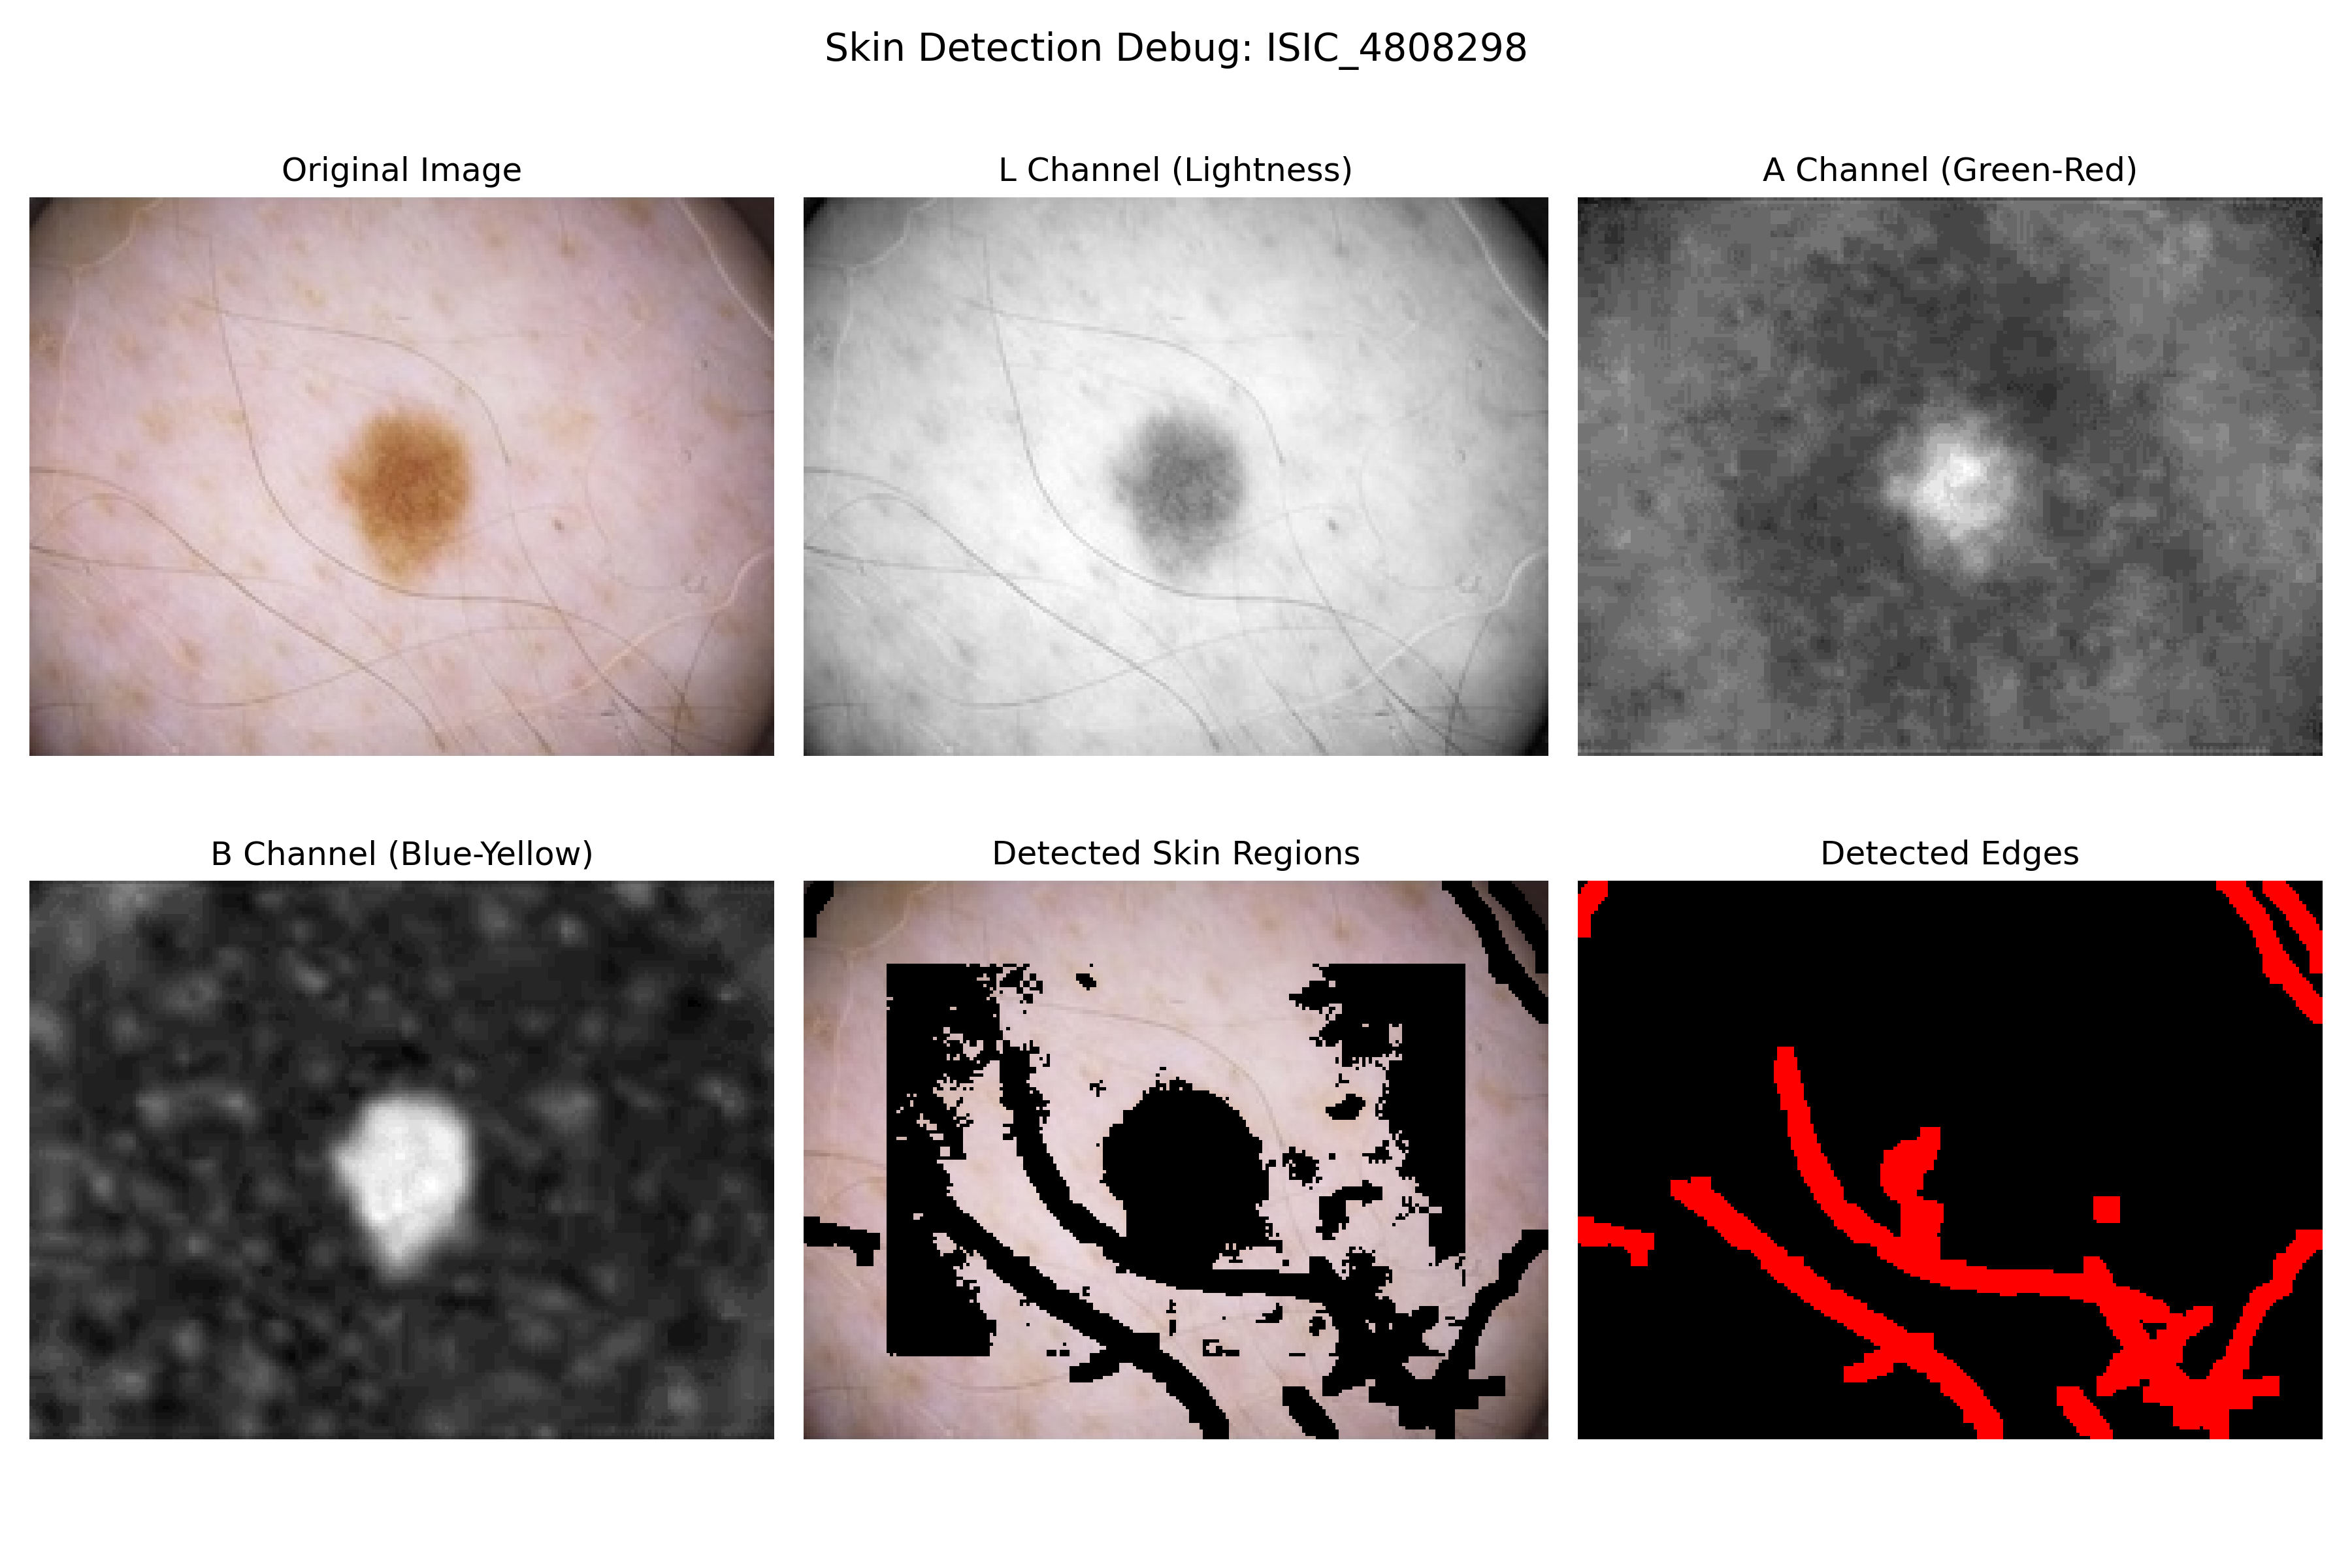 Skin Detection Debug: ISIC_4808298
Original Image
L Channel (Lightness)
A Channel (Green-Red)
B Channel (Blue-Yellow)
Detected Skin Regions
Detected Edges